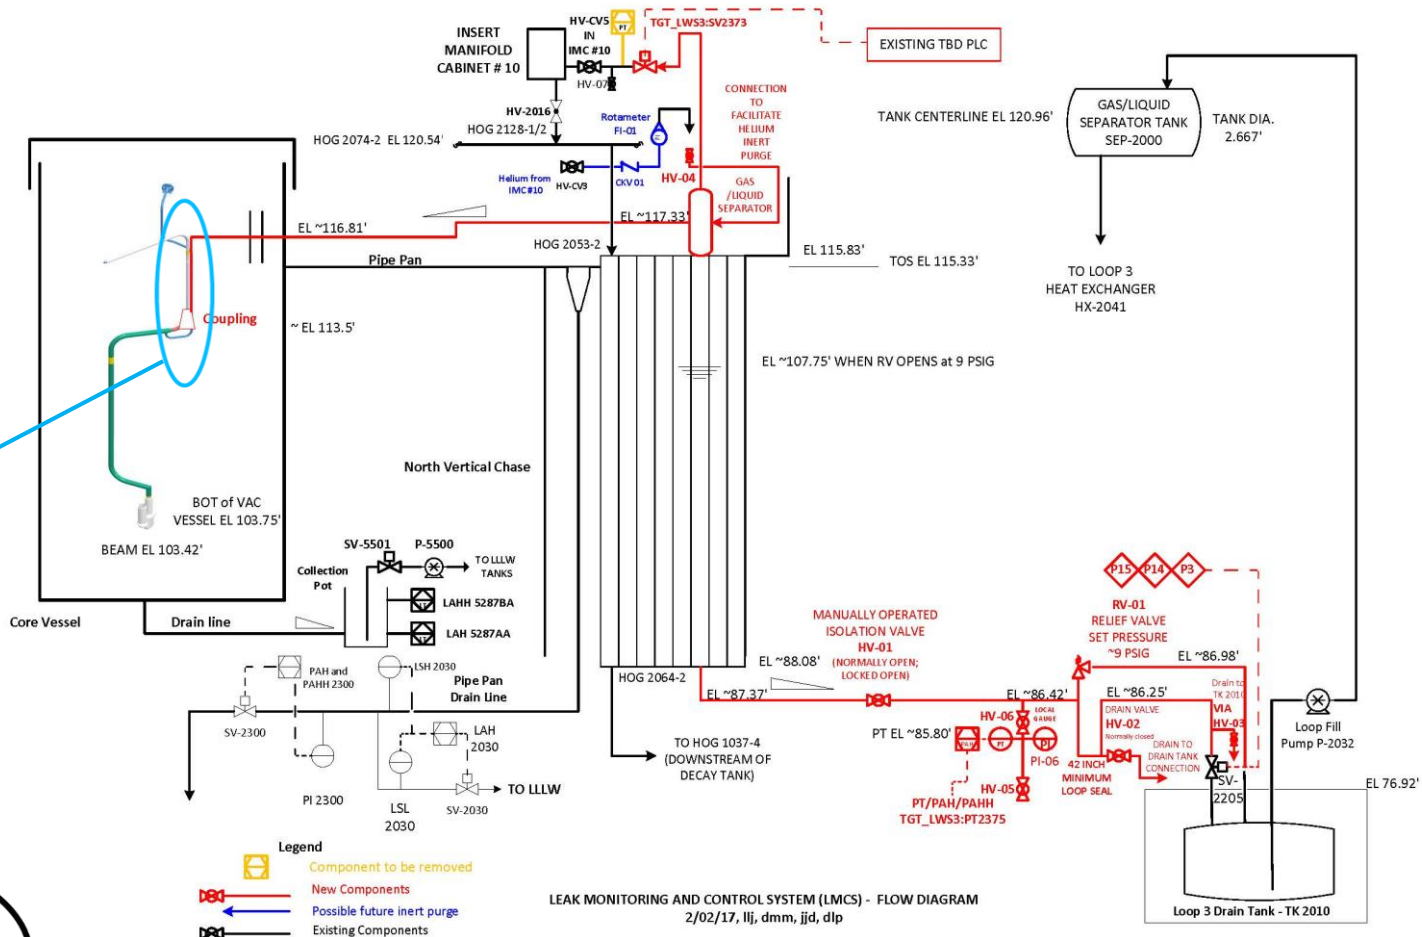 INSERT
MANIFOLD
CABINET # 10
HV-CV5
IN
IMC #10
PT
TGT_LWS3:SV2373
EXISTING TBD PLC
HV-07
HV-2016
HOG 2128-1/2
HOG 2074-2 EL 120.54'
Rotameter
FI-01
Helium from
IMC#10
HV-CV3
CKV 01
CONNECTION
TO
FACILITATE
HELIUM
INERT
PURGE
HV-04
GAS
/LIQUID
SEPARATOR
TANK CENTERLINE EL 120.96'
GAS/LIQUID
SEPARATOR TANK
SEP-2000
TANK DIA.
2.667'
TO LOOP 3
HEAT EXCHANGER
HX-2041
EL ~116.81'
EL ~117.33'
HOG 2053-2
EL 115.83'
TOS EL 115.33'
Pipe Pan
Coupling
~ EL 113.5'
EL ~107.75' WHEN RV OPENS at 9 PSIG
North Vertical Chase
BOT of VAC
VESSEL EL 103.75'
BEAM EL 103.42'
SV-5501
P-5500
TO LLLW
TANKS
Collection
Pot
LAHH 5287BA
LAH 5287AA
Core Vessel
Drain line
PAH and
PAHH 2300
LSH 2030
Pipe Pan
Drain Line
SV-2300
LAH
2030
PI 2300
LSL
2030
SV-2030
TO LLLW
HOG 2064-2
EL ~88.08'
EL ~87.37'
TO HOG 1037-4
(DOWNSTREAM OF
DECAY TANK)
MANUALLY OPERATED
ISOLATION VALVE
HV-01
(NORMALLY OPEN;
LOCKED OPEN)
P15
P14
P3
RV-01
RELIEF VALVE
SET PRESSURE
~9 PSIG
EL ~86.98'
EL ~86.42'
EL ~86.25'
HV-06
LOCAL
GAUGE
PT EL ~85.80'
PT
PI
PI-06
HV-05
PT/PAH/PAHH
TGT_LWS3:PT2375
DRAIN VALVE
HV-02
Normally closed
42 INCH
MINIMUM
LOOP SEAL
DRAIN TO
DRAIN TANK
CONNECTION
Drain to
TK 2010
VIA
HV-03
SV-
2205
Loop Fill
Pump P-2032
EL 76.92'
Loop 3 Drain Tank - TK 2010
Legend
Component to be removed
New Components
Possible future inert purge
Existing Components
LEAK MONITORING AND CONTROL SYSTEM (LMCS) - FLOW DIAGRAM
2/02/17, llj, dmm, jjd, dlp